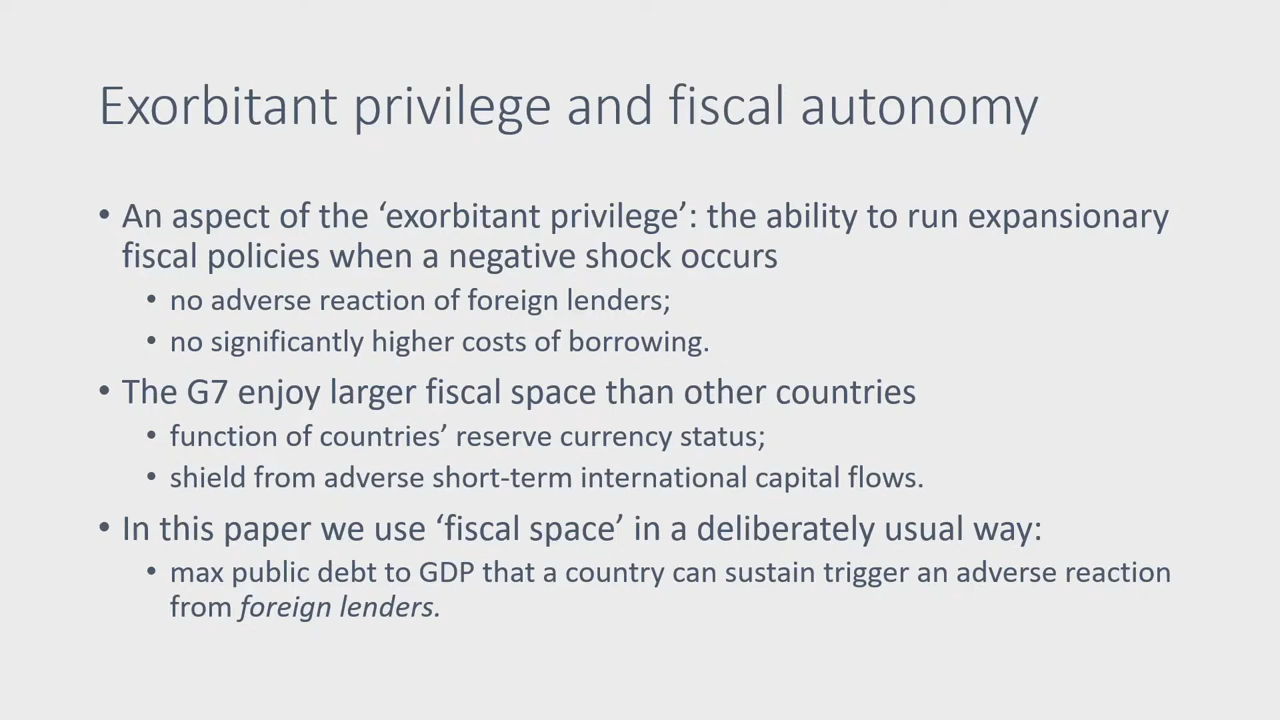 Exorbitant privilege and fiscal autonomy
• An aspect of the ‘exorbitant privilege’: the ability to run expansionary
fiscal policies when a negative shock occurs
• no adverse reaction of foreign lenders;
• no significantly higher costs of borrowing.
• The G7 enjoy larger fiscal space than other countries
• function of countries’ reserve currency status;
• shield from adverse short-term international capital flows.
• In this paper we use ‘fiscal space’ in a deliberately usual way:
• max public debt to GDP that a country can sustain trigger an adverse reaction
from foreign lenders.